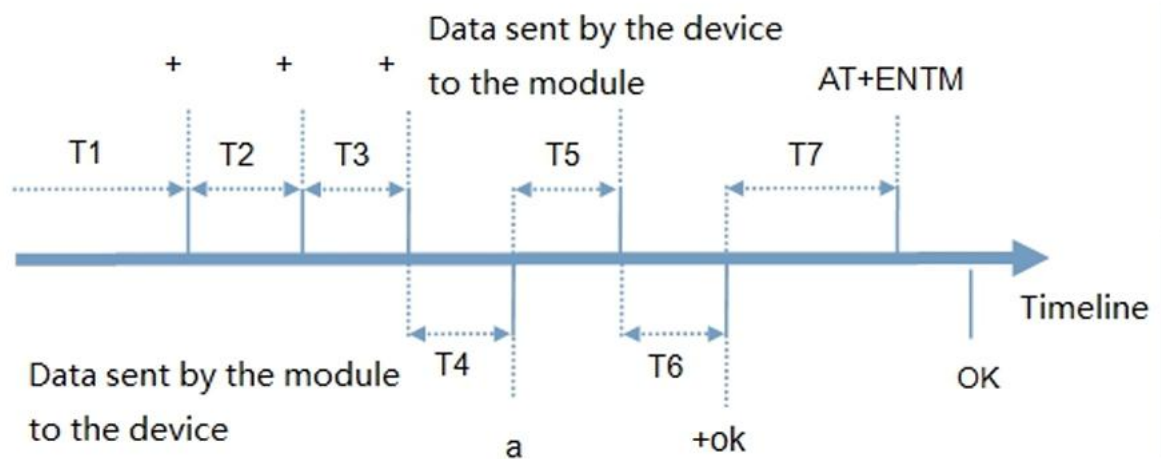 Data sent by the device
to the module
+ + +
AT+ENTM
T1 T2 T3 T5 T7
Timeline
T4 T6
OK
Data sent by the module
to the device
a
+ok